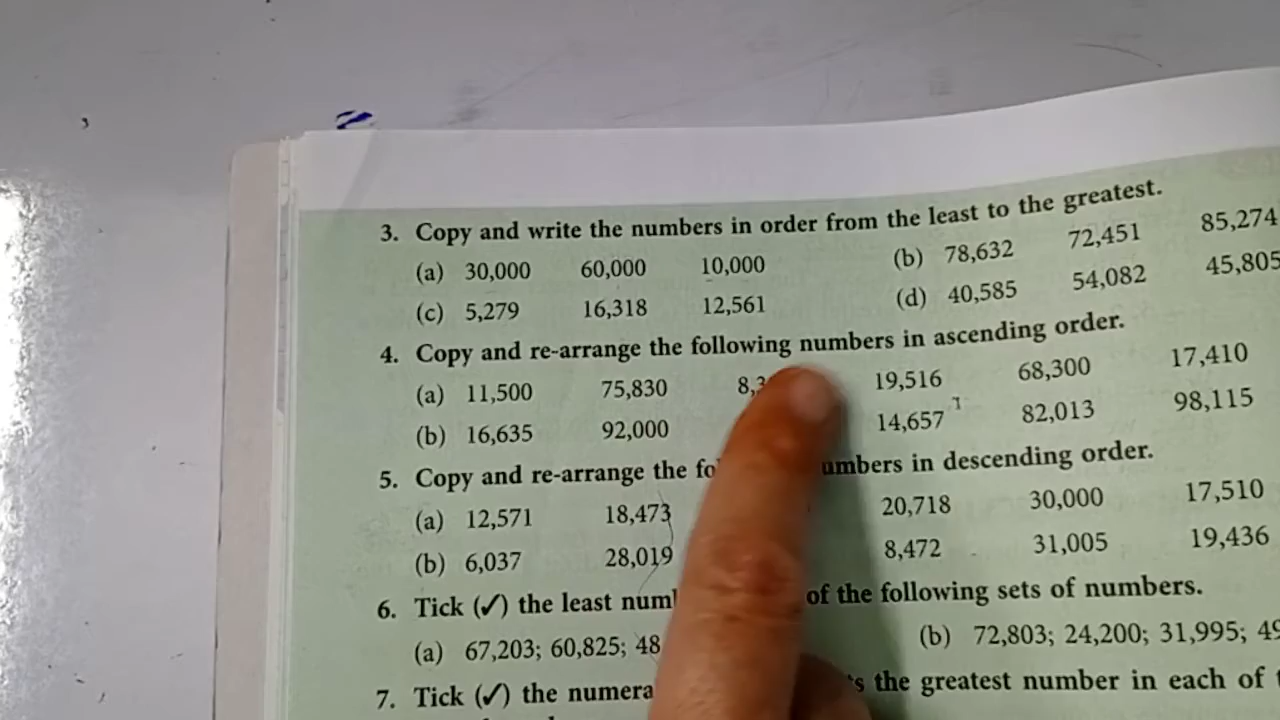 3. Copy and write the numbers in order from the least to the greatest.
(a) 30,000 60,000 10,000 (b) 78,632 72,451 85,274
(c) 5,279 16,318 12,561 (d) 40,585 54,082 45,805
4. Copy and re-arrange the following numbers in ascending order.
(a) 11,500 75,830 19,516 68,300 17,410
(b) 16,635 92,000 14,657 82,013 98,115
5. Copy and re-arrange the numbers in descending order.
(a) 12,571 18,473 20,718 30,000 17,510
(b) 6,037 28,019 8,472 31,005 19,436
6. Tick (✓) the least of the following sets of numbers.
(a) 67,203; 60,825; 48 (b) 72,803; 24,200; 31,995; 49
7. Tick (✓) the the greatest number in each of